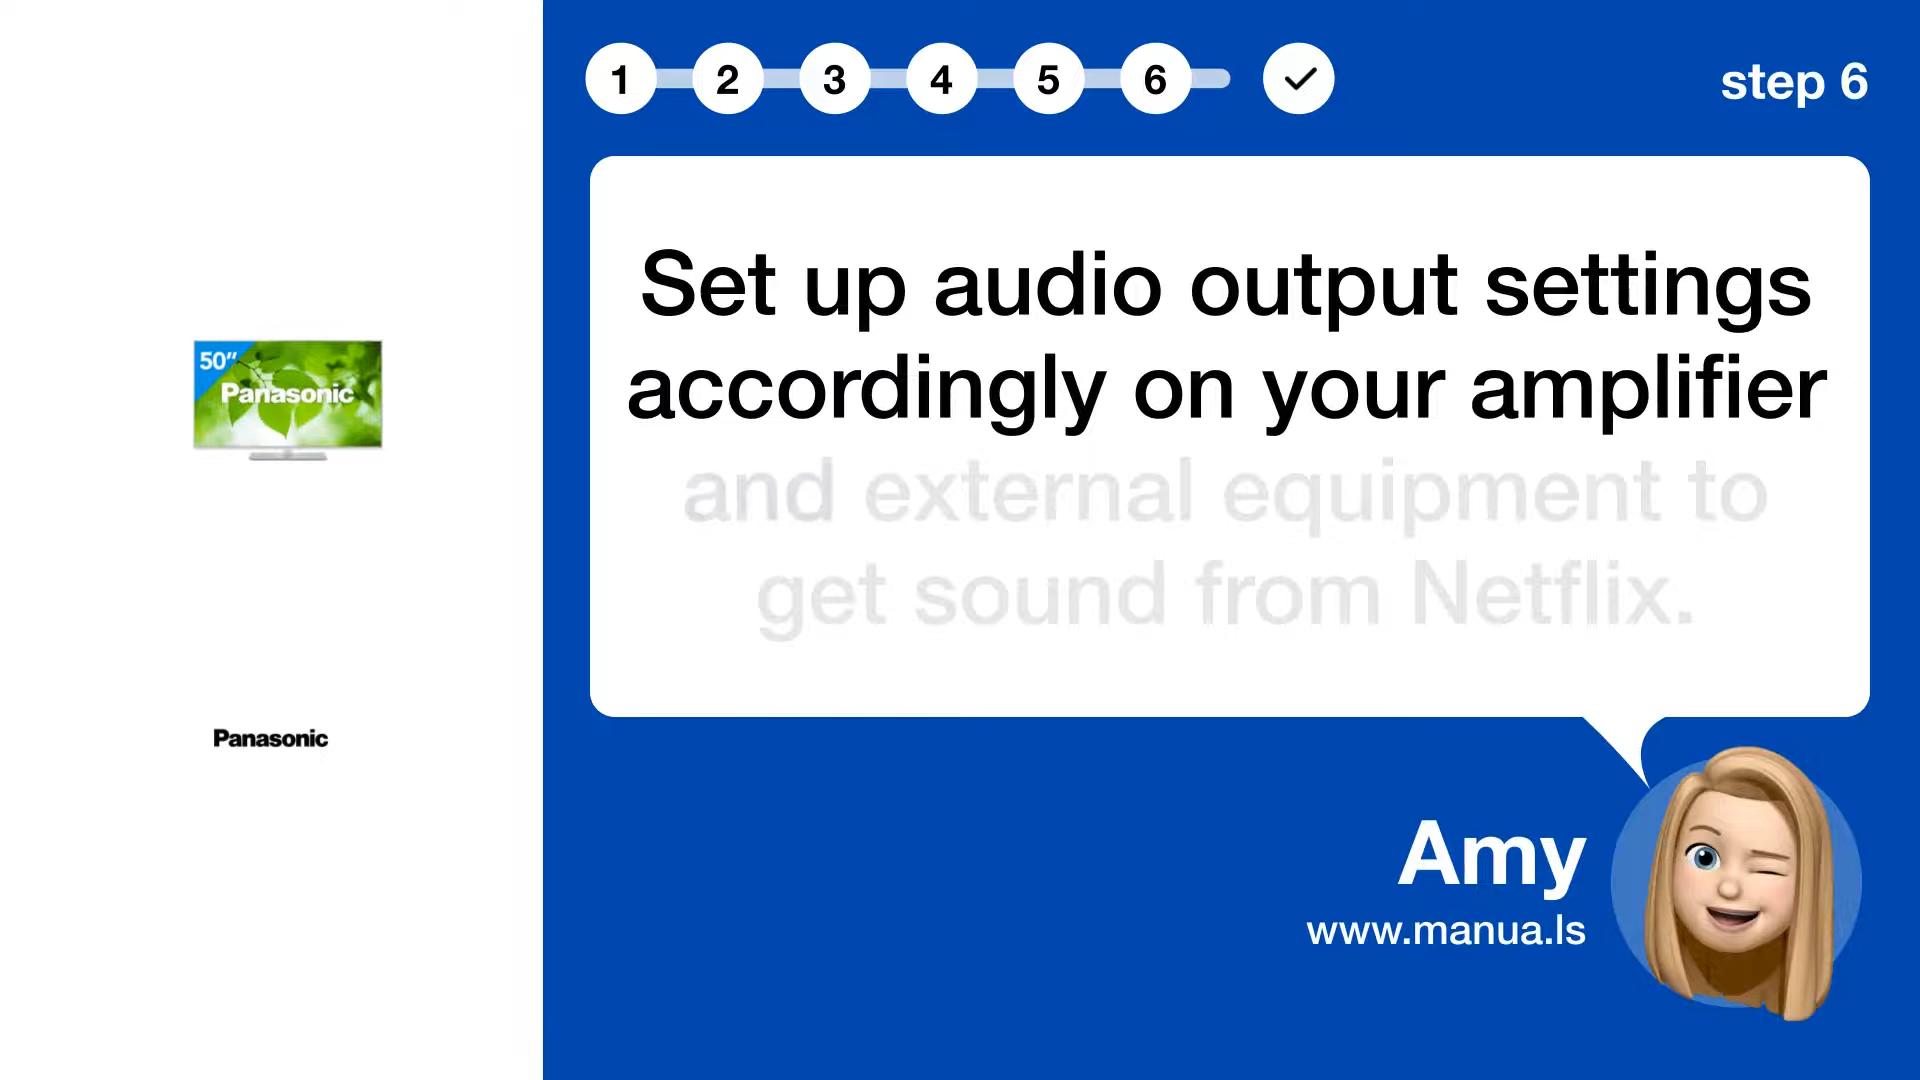 1 2 3 4 5 6
step 6
Set up audio output settings
accordingly on your amplifier
and external equipment to
get sound from Netflix.
50"
Panasonic
Panasonic
Amy
www.manua.ls